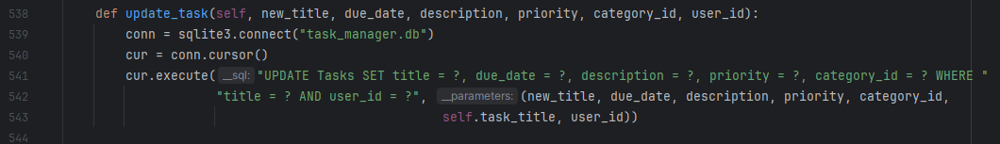 538 def update_task(self, new_title, due_date, description, priority, category_id, user_id):
539 conn = sqlite3.connect("task_manager.db")
540 cur = conn.cursor()
541 cur.execute(__sql: "UPDATE Tasks SET title = ?, due_date = ?, description = ?, priority = ?, category_id = ? WHERE "
542 "title = ? AND user_id = ?", __parameters: (new_title, due_date, description, priority, category_id,
543 self.task_title, user_id))
544